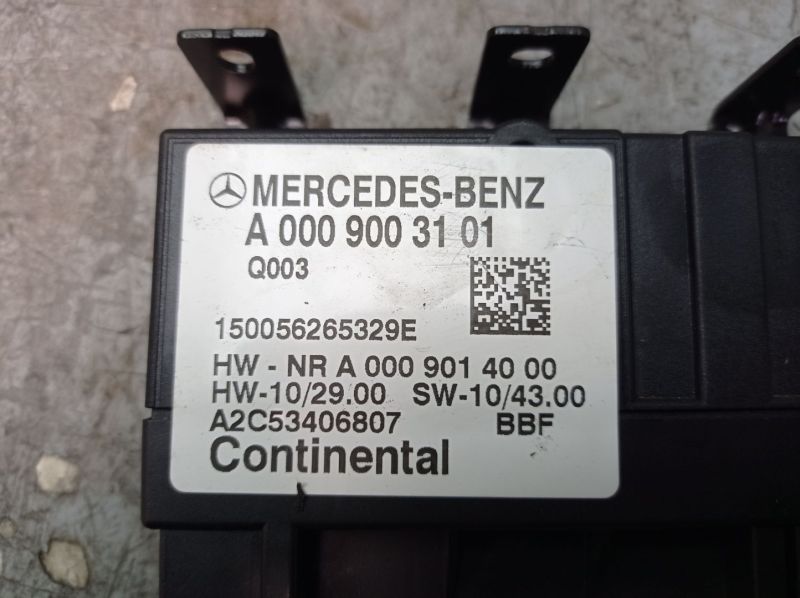 MERCEDES-BENZ
A 000 900 31 01
Q003
150056265329E
HW - NR A 000 901 40 00
HW-10/29.00 SW-10/43.00
A2C53406807 BBF
Continental